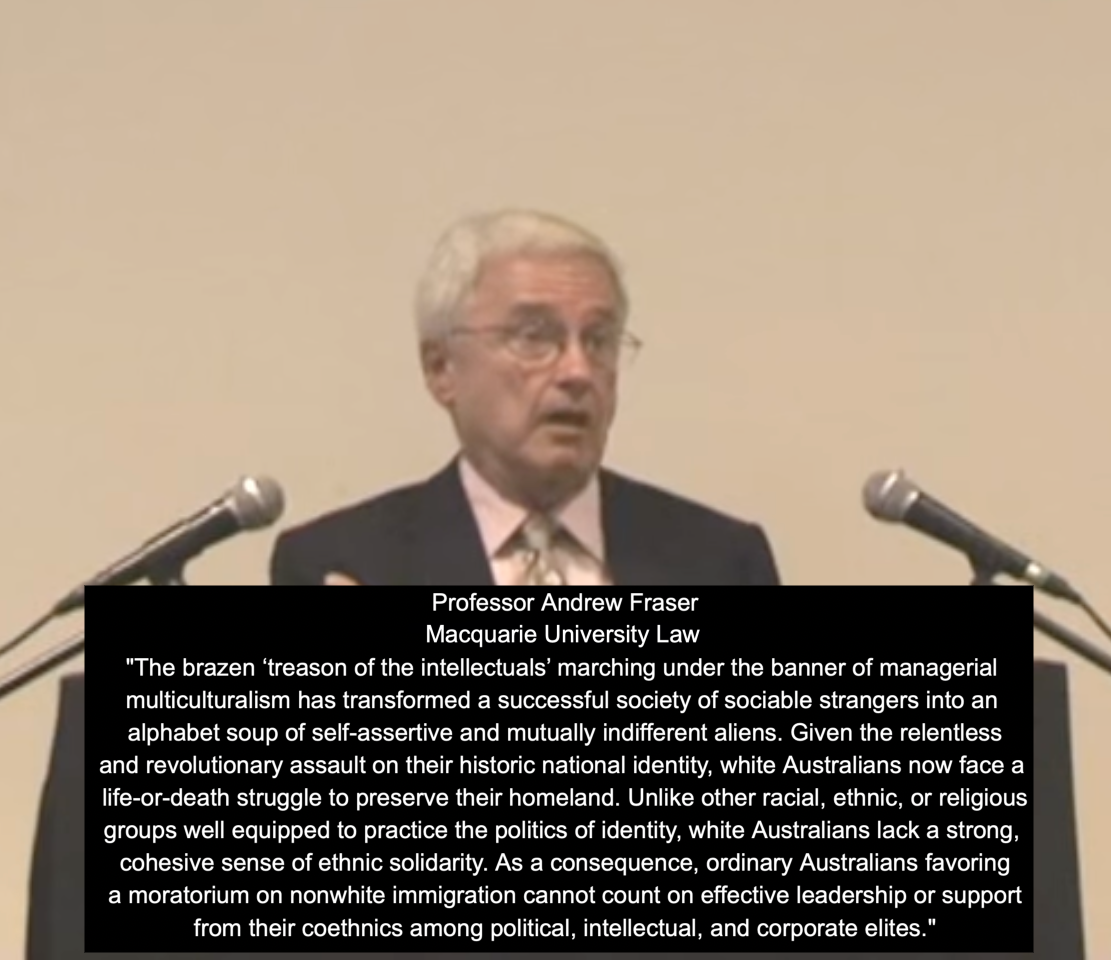 Professor Andrew Fraser
Macquarie University Law
"The brazen ‘treason of the intellectuals’ marching under the banner of managerial
multiculturalism has transformed a successful society of sociable strangers into an
alphabet soup of self-assertive and mutually indifferent aliens. Given the relentless
and revolutionary assault on their historic national identity, white Australians now face a
life-or-death struggle to preserve their homeland. Unlike other racial, ethnic, or religious
groups well equipped to practice the politics of identity, white Australians lack a strong,
cohesive sense of ethnic solidarity. As a consequence, ordinary Australians favoring
a moratorium on nonwhite immigration cannot count on effective leadership or support
from their coethnics among political, intellectual, and corporate elites."